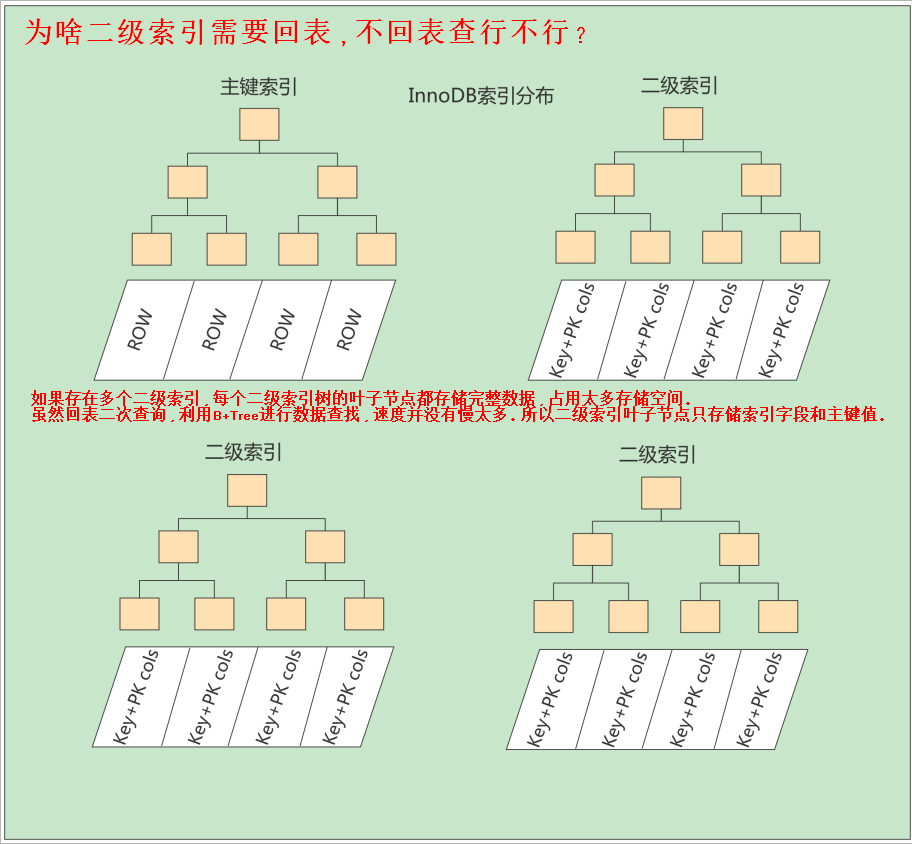 为啥二级索引需要回表，不回表查行不行？
主键索引
InnoDB索引分布
二级索引
ROW
ROW
ROW
ROW
Key+PK cols
Key+PK cols
Key+PK cols
Key+PK cols
如果存在多个二级索引，每个二级索引树的叶子节点都存储完整数据，占用太多存储空间。
虽然回表二次查询，利用B+Tree进行数据查找，速度并没有慢太多。所以二级索引叶子节点只存储索引字段和主键值。
二级索引
二级索引
Key+PK cols
Key+PK cols
Key+PK cols
Key+PK cols
Key+PK cols
Key+PK cols
Key+PK cols
Key+PK cols